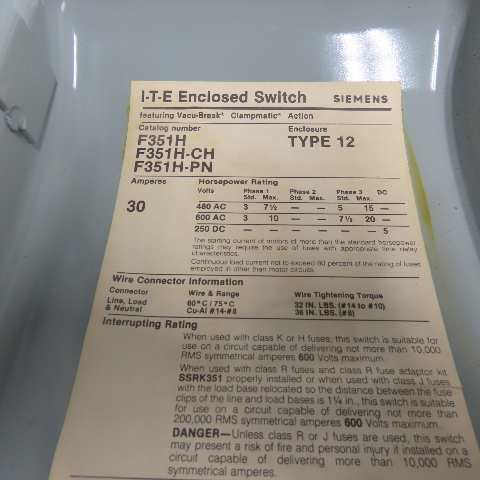 I-T-E Enclosed Switch SIEMENS
featuring Vacu-Break® Clampmatic® Action
Catalog number Enclosure
F351H TYPE 12
F351H-CH
F351H-PN
Amperes Horsepower Rating
Volts Phase 1 Phase 2 Phase 3 DC
Std. Max. Std. Max. Std. Max.
30 480 AC 3 7½ — — 5 15 —
600 AC 3 10 — — 7½ 20 —
250 DC — — — — — — 5
The starting current of motors of more than the standard horsepower
ratings may require the use of fuses with appropriate time delay
characteristics.
Continuous load current not to exceed 80 percent of the rating of fuses
employed in other than motor circuits.
Wire Connector Information
Connector Wire & Range Wire Tightening Torque
Line, Load 60°C / 75°C 32 IN. LBS. (#14 to #10)
& Neutral Cu-Al #14-#8 36 IN. LBS. (#8)
Interrupting Rating
When used with class K or H fuses, this switch is suitable for
use on a circuit capable of delivering not more than 10,000
RMS symmetrical amperes 600 Volts maximum.
When used with class R fuses and class R fuse adaptor kit
SSRK351 properly installed or when used with class J fuses
with the load base relocated so the distance between the fuse
clips of the line and load bases is 1¼ in., this switch is suitable
for use on a circuit capable of delivering not more than
200,000 RMS symmetrical amperes 600 Volts maximum.
DANGER—Unless class R or J fuses are used, this switch
may present a risk of fire and personal injury if installed on
a circuit capable of delivering more than 10,000 RMS
symmetrical amperes.